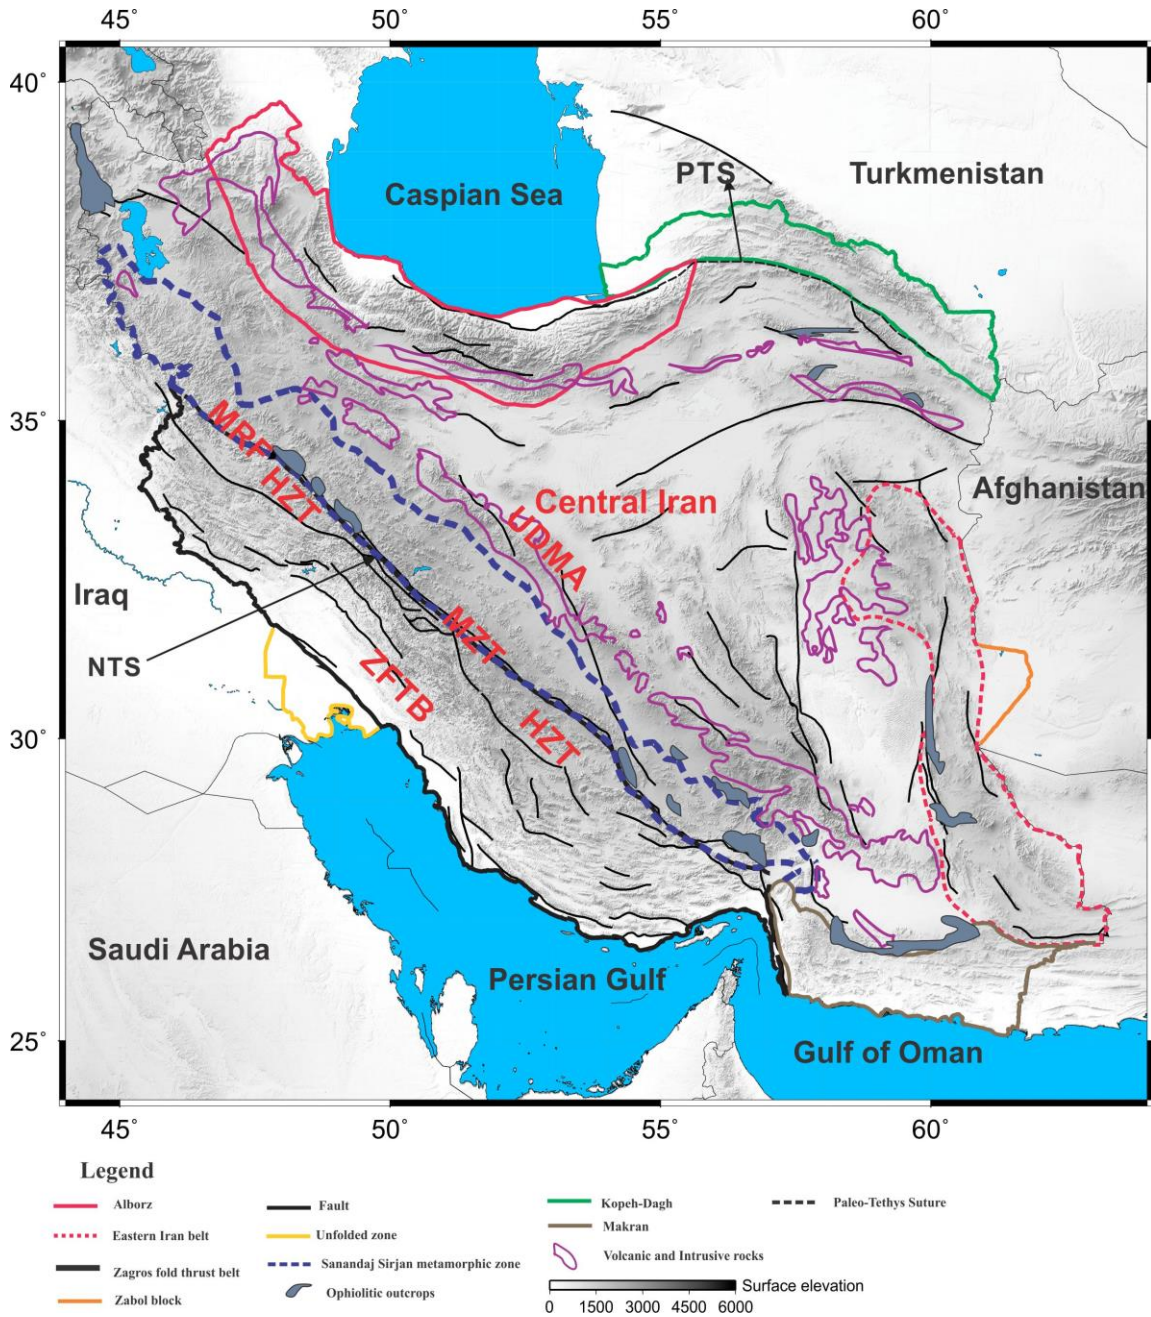 45° 50° 55° 60°
40°
PTS
Turkmenistan
Caspian Sea
35°
MRF
HZT
Central Iran
Afghanistan
UDMA
Iraq
MZT
NTS
ZFTB
HZT
30°
Saudi Arabia
Persian Gulf
25°
Gulf of Oman
45° 50° 55° 60°
Legend
Alborz
Fault
Kopeh-Dagh
Paleo-Tethys Suture
Eastern Iran belt
Unfolded zone
Makran
Zagros fold thrust belt
Sanandaj Sirjan metamorphic zone
Volcanic and Intrusive rocks
Zabol block
Ophiolitic outcrops
Surface elevation
0 1500 3000 4500 6000